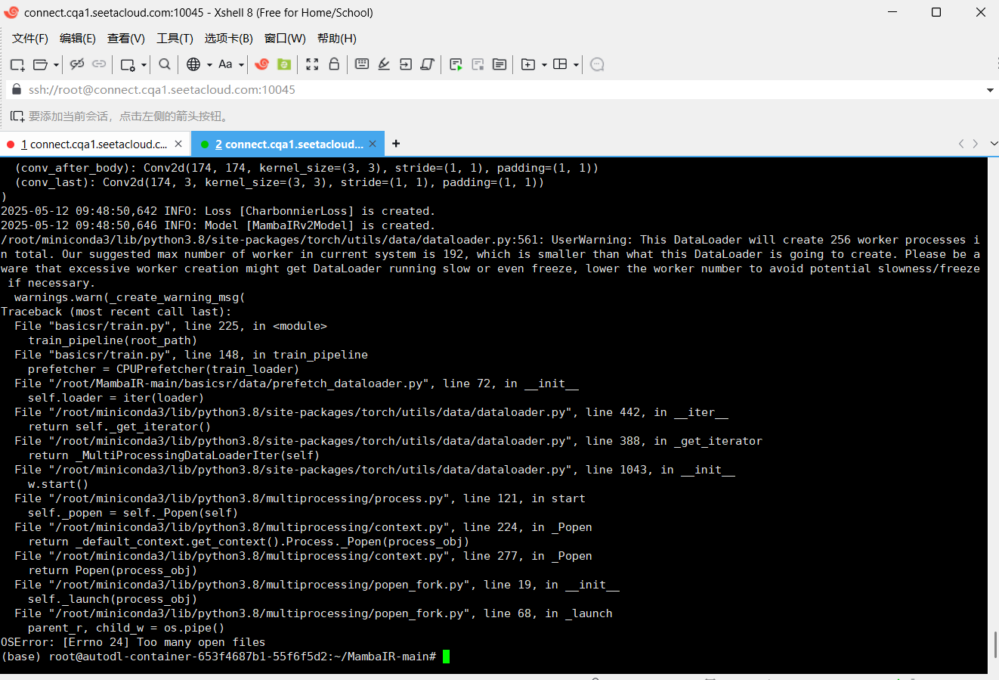 connect.cqa1.seetacloud.com:10045 - Xshell 8 (Free for Home/School)
文件(F) 编辑(E) 查看(V) 工具(T) 选项卡(B) 窗口(W) 帮助(H)
Aa
ssh://root@connect.cqa1.seetacloud.com:10045
要添加当前会话，点击左侧的箭头按钮。
1 connect.cqa1.seetacloud.c... 2 connect.cqa1.seetacloud...
(conv_after_body): Conv2d(174, 174, kernel_size=(3, 3), stride=(1, 1), padding=(1, 1))
(conv_last): Conv2d(174, 3, kernel_size=(3, 3), stride=(1, 1), padding=(1, 1))
)
2025-05-12 09:48:50,642 INFO: Loss [CharbonnierLoss] is created.
2025-05-12 09:48:50,646 INFO: Model [MambaIRv2Model] is created.
/root/miniconda3/lib/python3.8/site-packages/torch/utils/data/dataloader.py:561: UserWarning: This DataLoader will create 256 worker processes i
n total. Our suggested max number of worker in current system is 192, which is smaller than what this DataLoader is going to create. Please be a
ware that excessive worker creation might get DataLoader running slow or even freeze, lower the worker number to avoid potential slowness/freeze
if necessary.
warnings.warn(_create_warning_msg(
Traceback (most recent call last):
File "basicsr/train.py", line 225, in <module>
train_pipeline(root_path)
File "basicsr/train.py", line 148, in train_pipeline
prefetcher = CPUPrefetcher(train_loader)
File "/root/MambaIR-main/basicsr/data/prefetch_dataloader.py", line 72, in __init__
self.loader = iter(loader)
File "/root/miniconda3/lib/python3.8/site-packages/torch/utils/data/dataloader.py", line 442, in __iter__
return self._get_iterator()
File "/root/miniconda3/lib/python3.8/site-packages/torch/utils/data/dataloader.py", line 388, in _get_iterator
return _MultiProcessingDataLoaderIter(self)
File "/root/miniconda3/lib/python3.8/site-packages/torch/utils/data/dataloader.py", line 1043, in __init__
w.start()
File "/root/miniconda3/lib/python3.8/multiprocessing/process.py", line 121, in start
self._popen = self._Popen(self)
File "/root/miniconda3/lib/python3.8/multiprocessing/context.py", line 224, in _Popen
return _default_context.get_context().Process._Popen(process_obj)
File "/root/miniconda3/lib/python3.8/multiprocessing/context.py", line 277, in _Popen
return Popen(process_obj)
File "/root/miniconda3/lib/python3.8/multiprocessing/popen_fork.py", line 19, in __init__
self._launch(process_obj)
File "/root/miniconda3/lib/python3.8/multiprocessing/popen_fork.py", line 68, in _launch
parent_r, child_w = os.pipe()
OSError: [Errno 24] Too many open files
(base) root@autodl-container-653f4687b1-55f6f5d2:~/MambaIR-main#